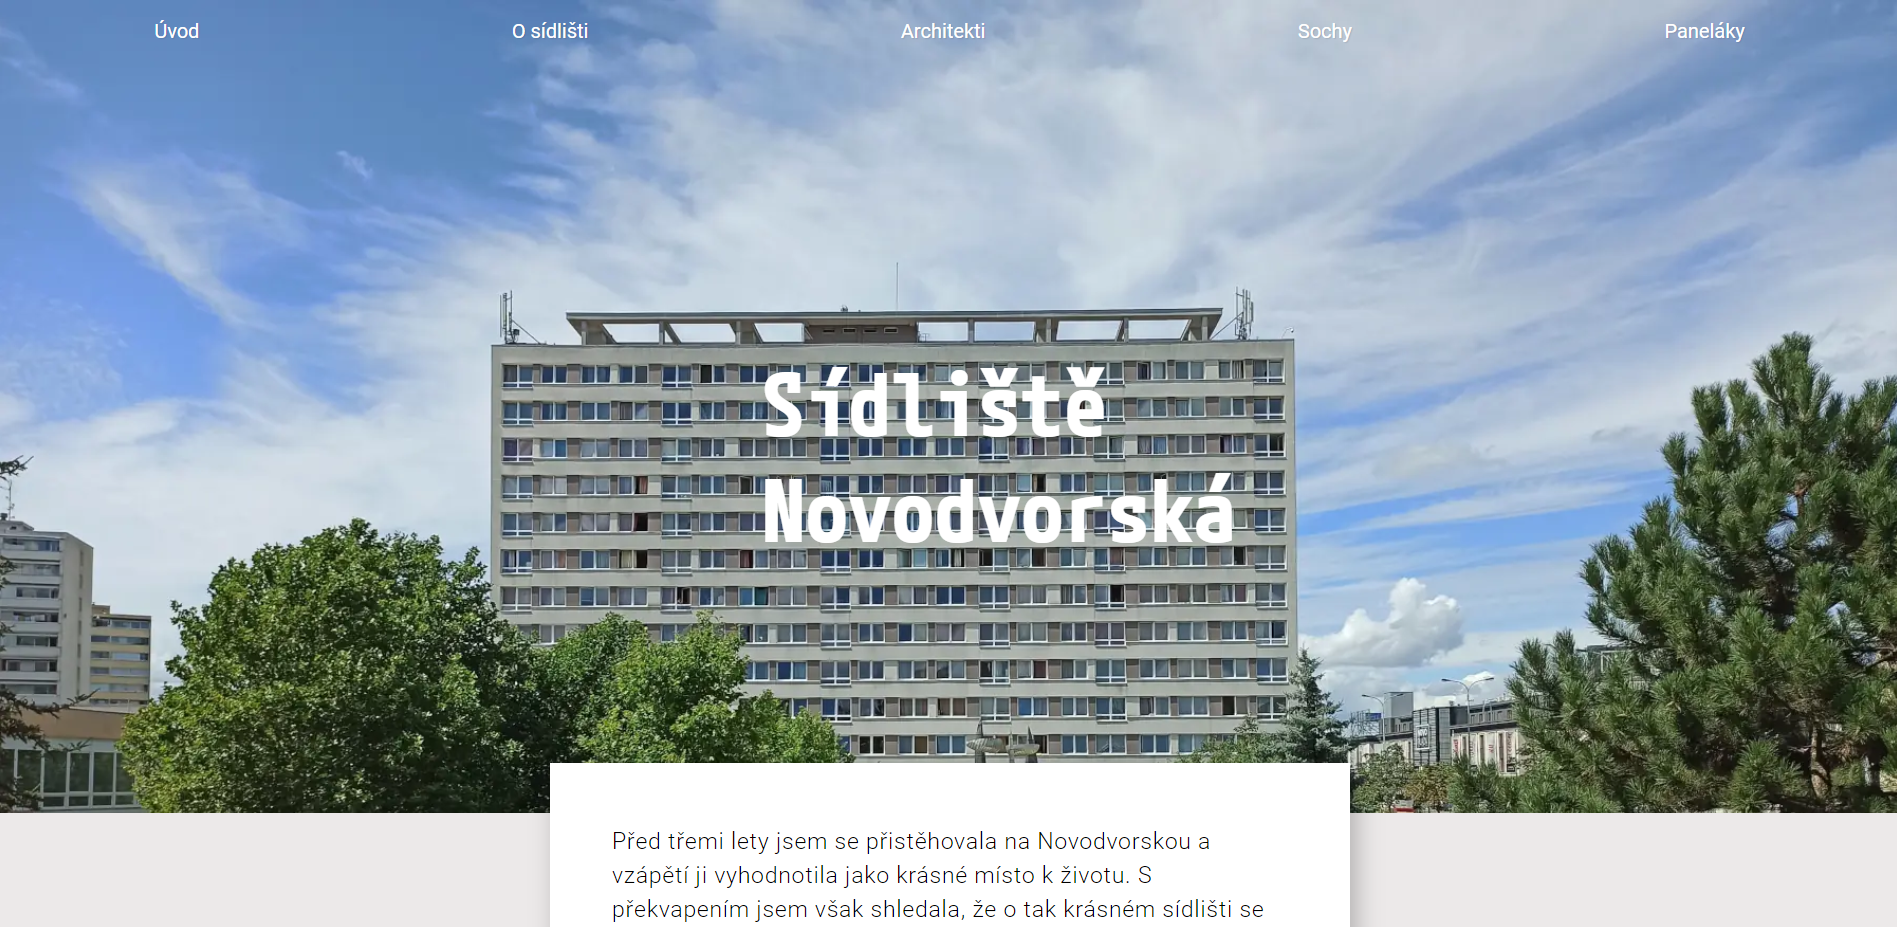 Úvod
O sídlišti
Architekti
Sochy
Paneláky
Sídliště
Novodvorská
Před třemi lety jsem se přistěhovala na Novodvorskou a
vzápětí ji vyhodnotila jako krásné místo k životu. S
překvapením jsem však shledala, že o tak krásném sídlišti se